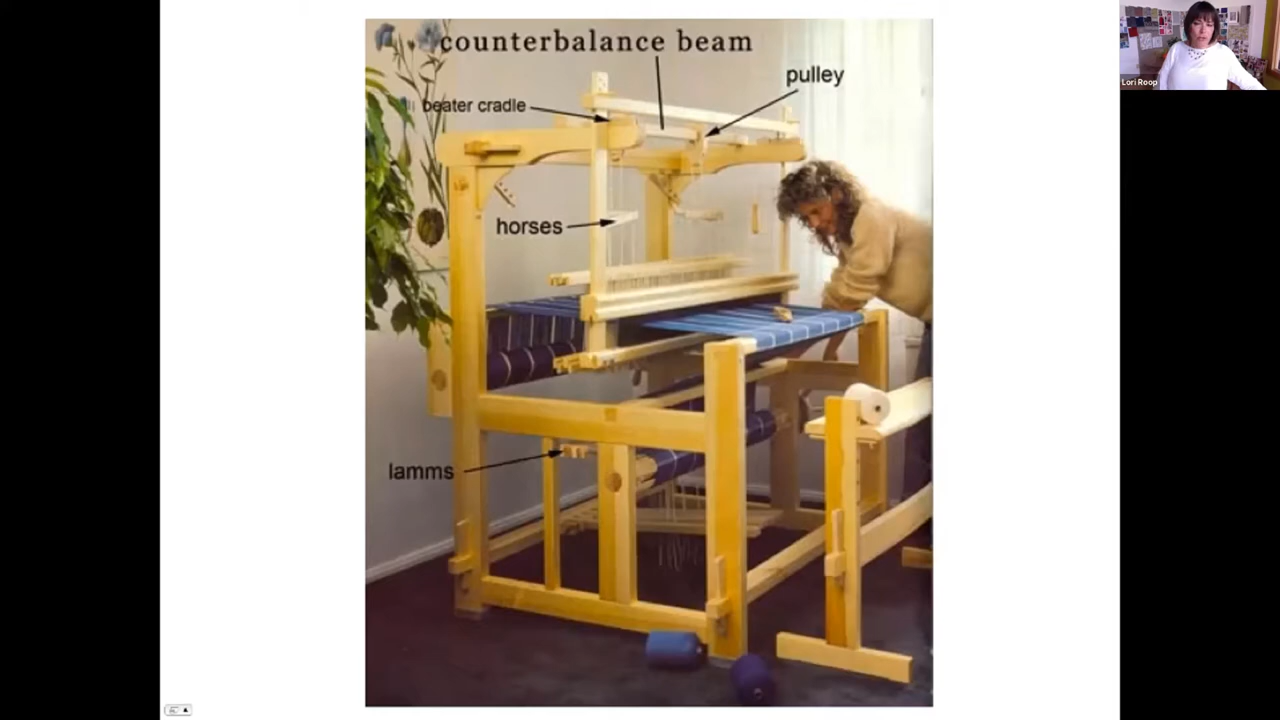 counterbalance beam
pulley
beater cradle
horses
lamms
Lori Roop